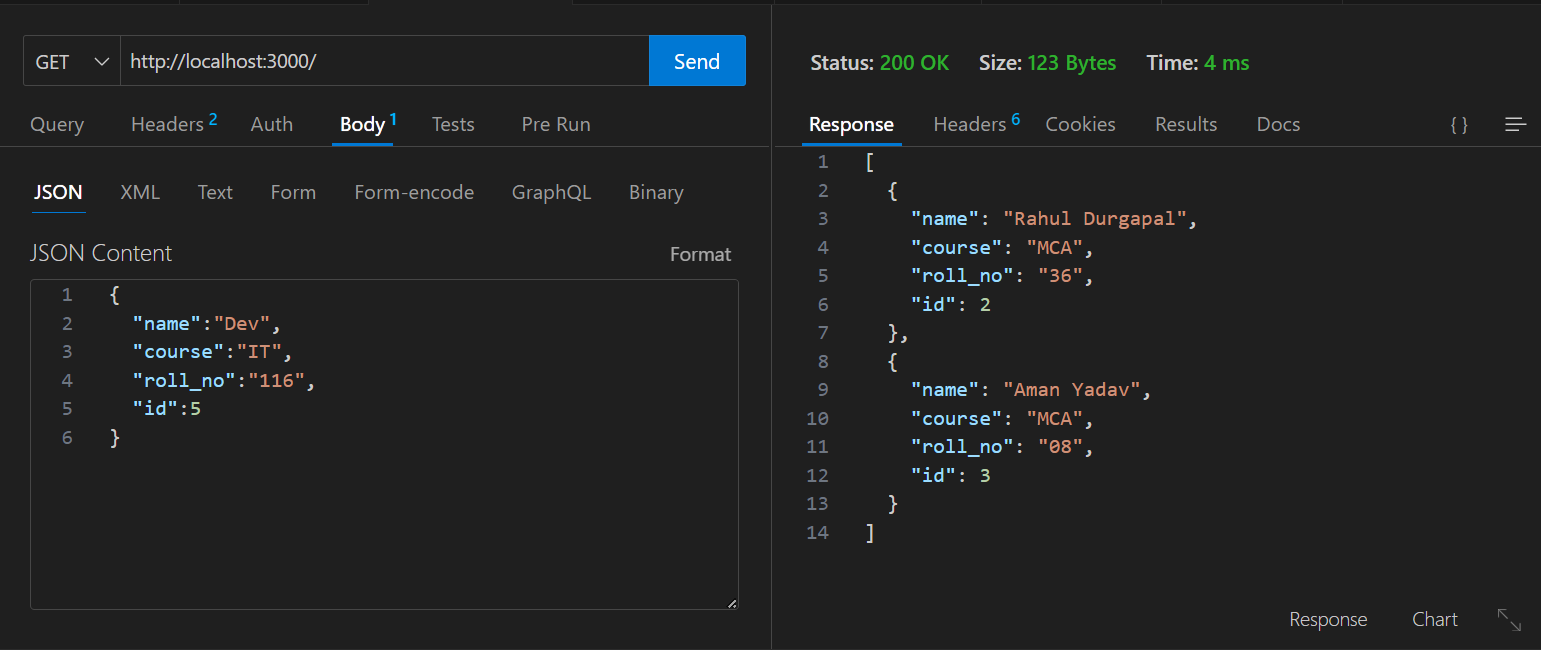 GET http://localhost:3000/ Send
Query Headers 2 Auth Body 1 Tests Pre Run
JSON XML Text Form Form-encode GraphQL Binary
JSON Content Format
1 {
2 "name":"Dev",
3 "course":"IT",
4 "roll_no":"116",
5 "id":5
6 }
Status: 200 OK Size: 123 Bytes Time: 4 ms
Response Headers 6 Cookies Results Docs { }
1 [
2 {
3 "name": "Rahul Durgapal",
4 "course": "MCA",
5 "roll_no": "36",
6 "id": 2
7 },
8 {
9 "name": "Aman Yadav",
10 "course": "MCA",
11 "roll_no": "08",
12 "id": 3
13 }
14 ]
Response Chart